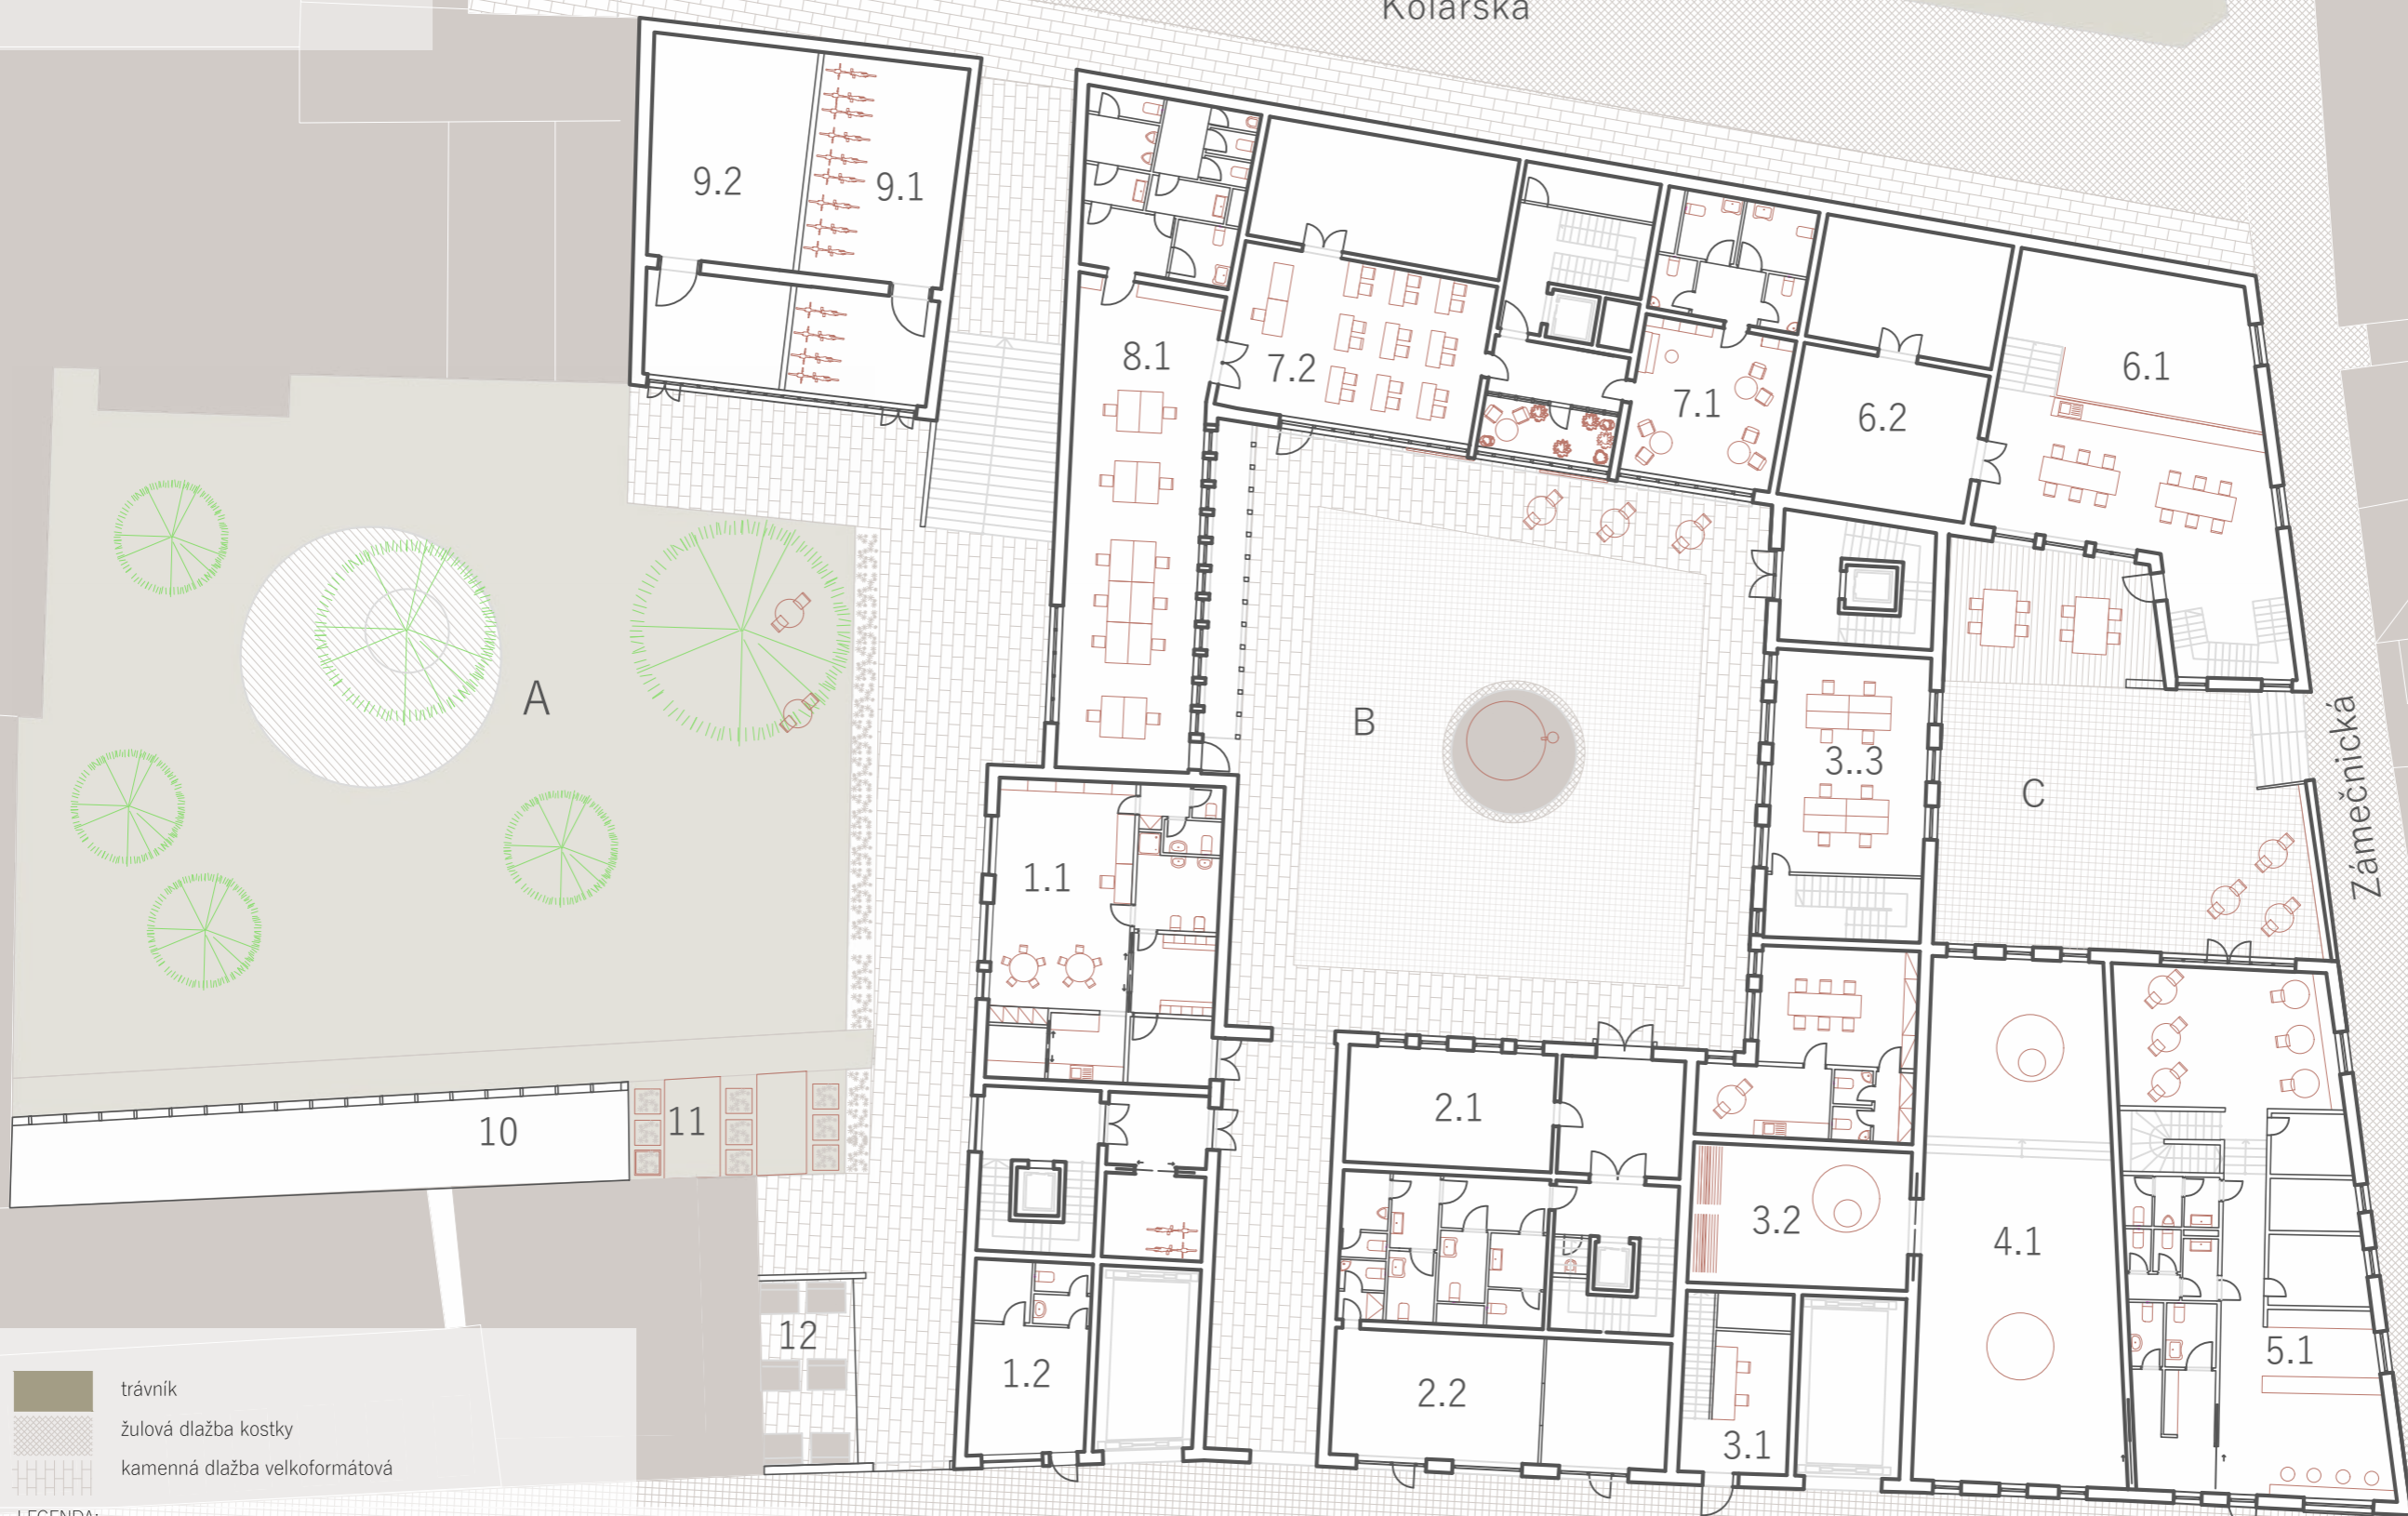 Kolářská
9.2
9.1
8.1
7.2
7.1
6.2
6.1
A
B
3..3
C
Zámečnická
1.1
10
11
2.1
3.2
4.1
12
1.2
2.2
3.1
5.1
trávník
žulová dlažba kostky
kamenná dlažba velkoformátová
LEGENDA: